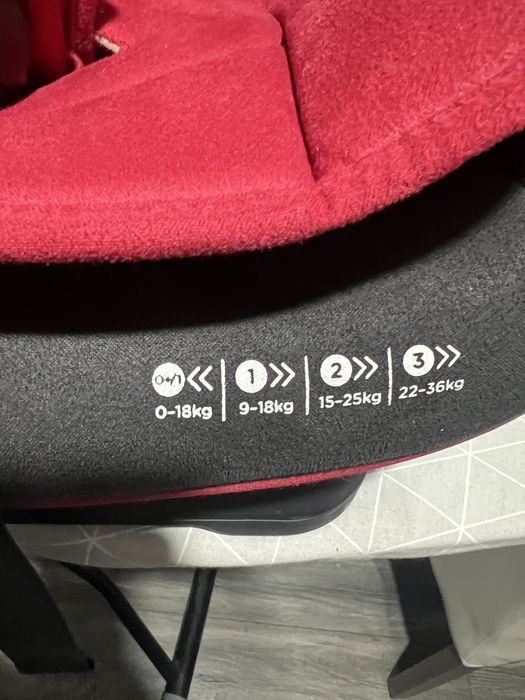 0+/1 << | 1 >> | 2 >> | 3 >>
0-18kg | 9-18kg | 15-25kg | 22-36kg